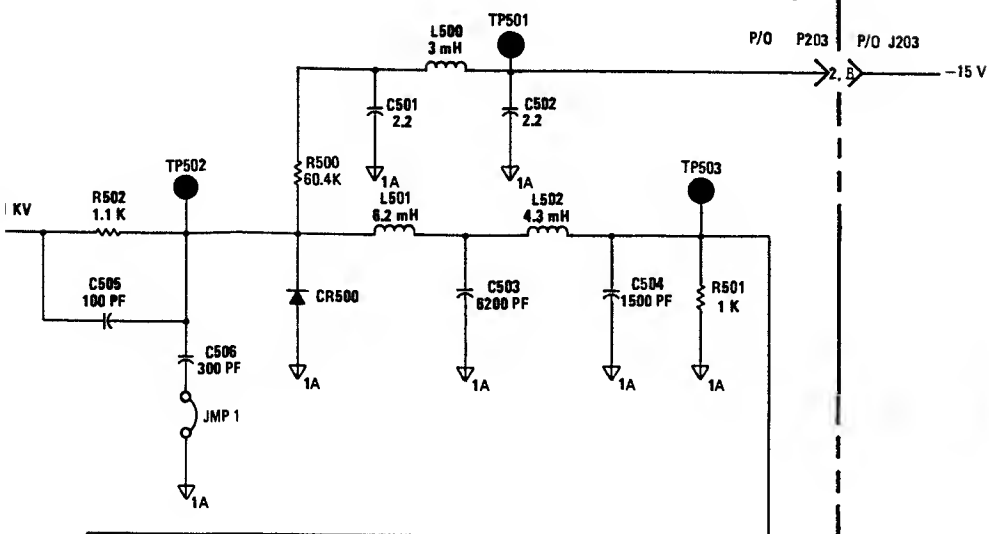 TP501
L500
3 mH
P/O P203 P/O J203
2, B
−15 V
C501
2.2
C502
2.2
R500
60.4K
1A
1A
TP502
TP503
R502
1.1 K
KV
L501
6.2 mH
L502
4.3 mH
C505
100 PF
CR500
C503
6200 PF
C504
1500 PF
R501
1 K
C506
300 PF
1A
1A
1A
1A
JMP 1
1A